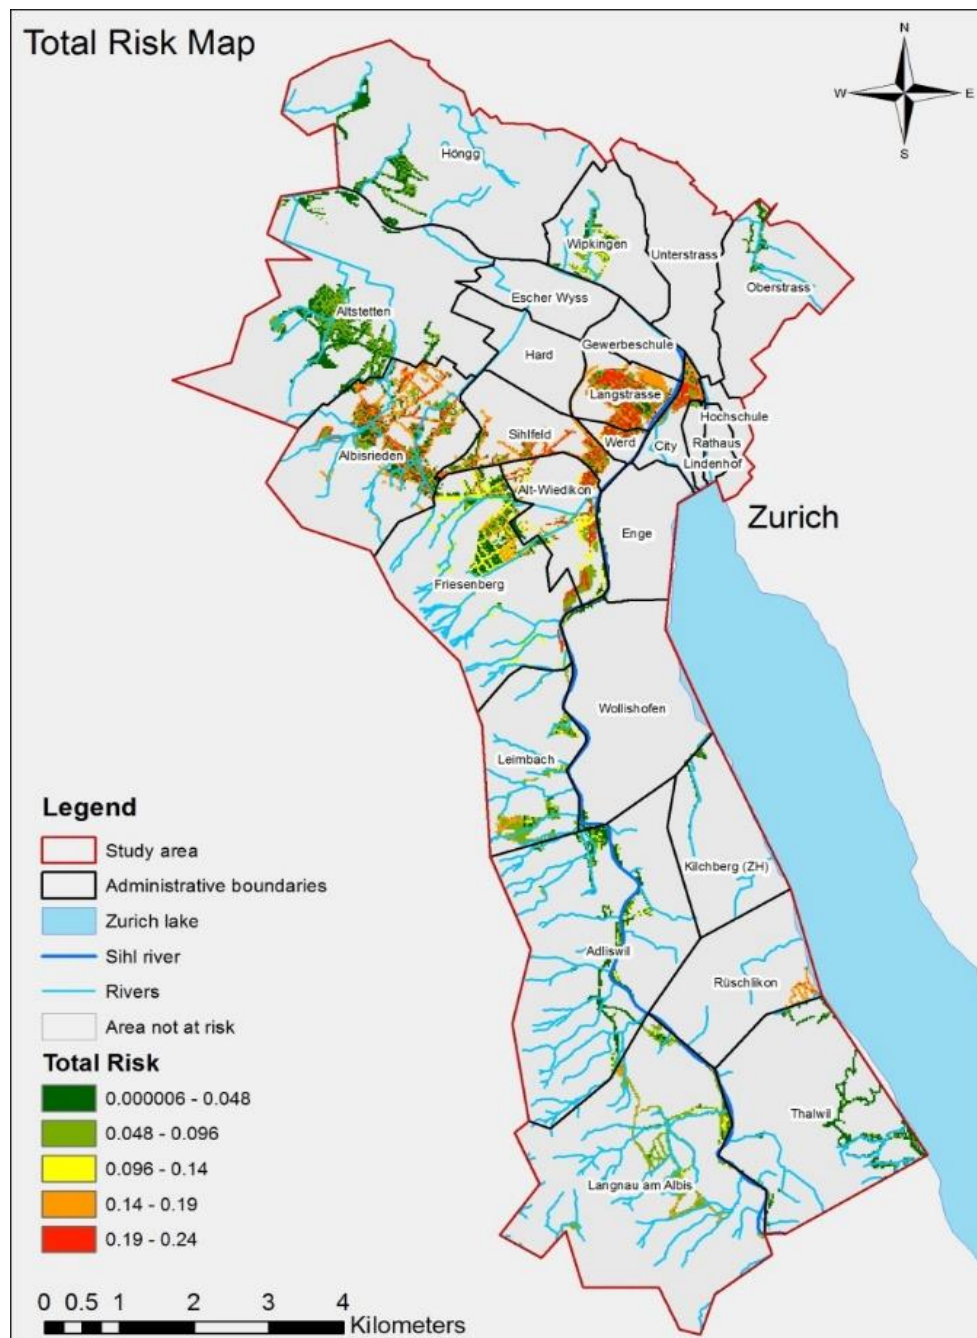 Total Risk Map
N
W E
S
Höngg
Wipkingen
Unterstrass
Oberstrass
Escher Wyss
Altstetten
Gewerbeschule
Hard
Langstrasse
Hochschule
Sihlfeld
Werd
City
Rathaus
Albisrieden
Lindenhof
Alt-Wiedikon
Zurich
Enge
Friesenberg
Wollishofen
Leimbach
Kilchberg (ZH)
Adliswil
Rüschlikon
Thalwil
Langnau am Albis
Legend
Study area
Administrative boundaries
Zurich lake
Sihl river
Rivers
Area not at risk
Total Risk
0.000006 - 0.048
0.048 - 0.096
0.096 - 0.14
0.14 - 0.19
0.19 - 0.24
0 0.5 1 2 3 4
Kilometers